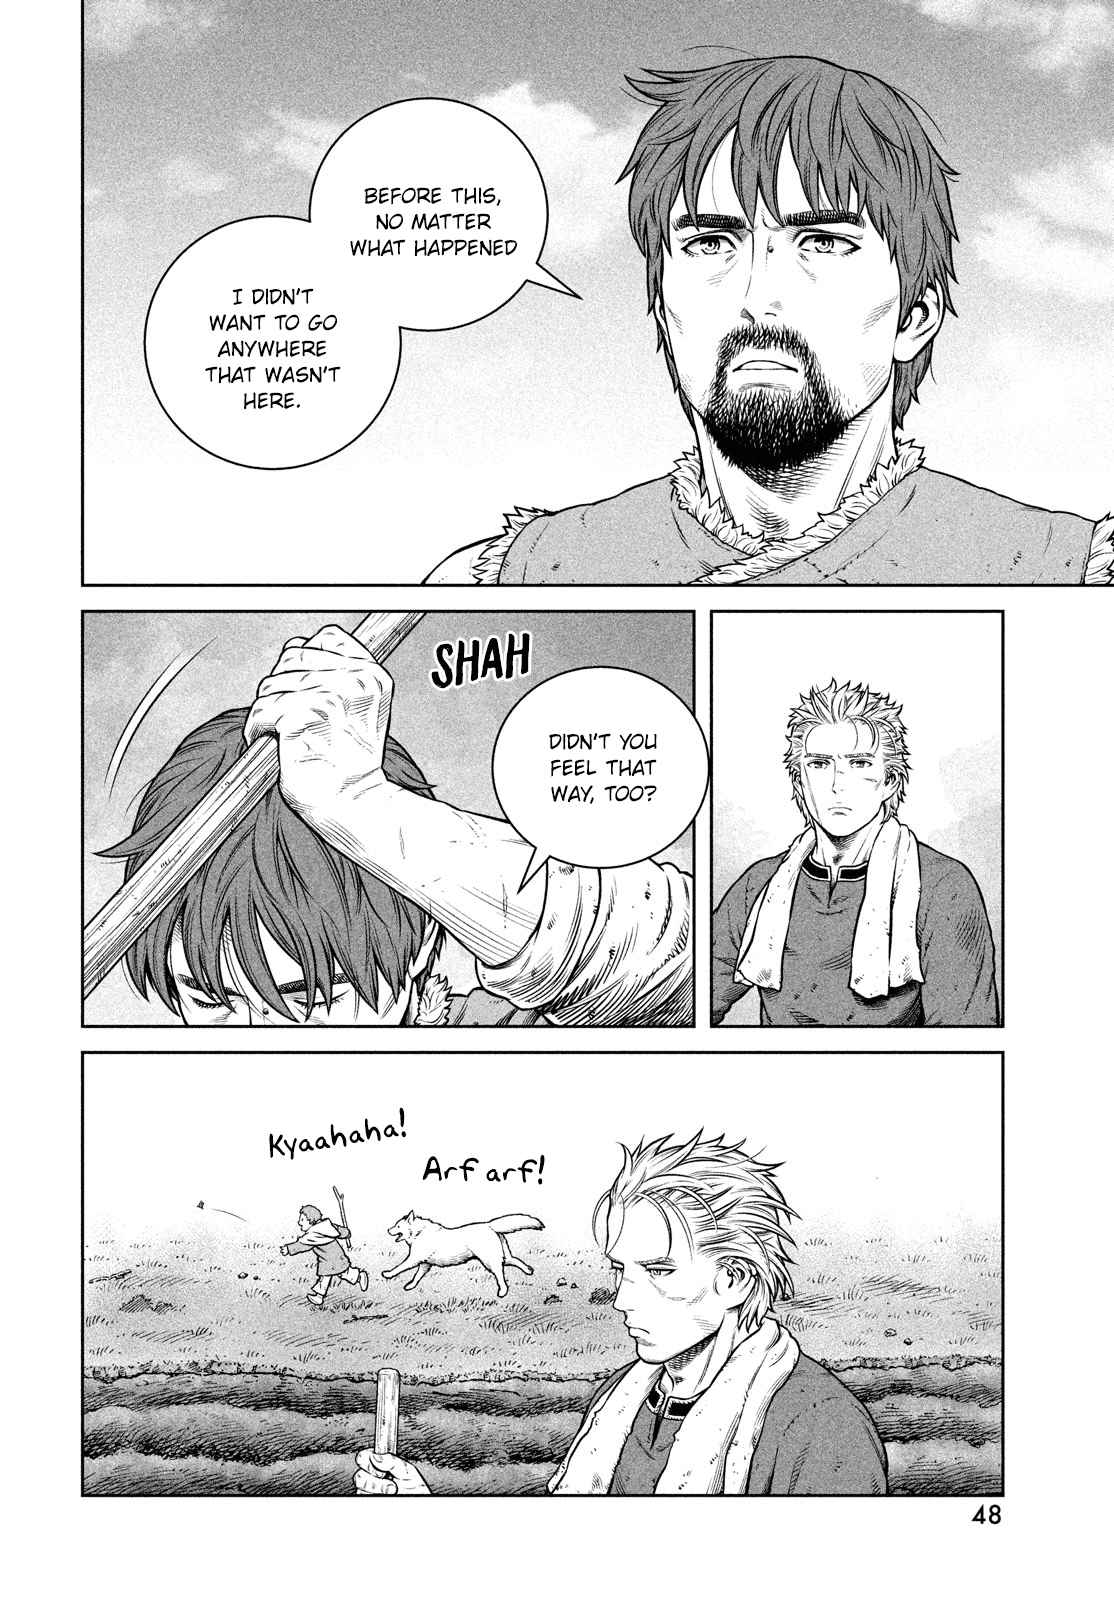 BEFORE THIS,
NO MATTER
WHAT HAPPENED
I DIDN'T
WANT TO GO
ANYWHERE
THAT WASN'T
HERE.
SHAH
DIDN'T YOU
FEEL THAT
WAY, TOO?
Kyaahaha!
Arf arf!
48